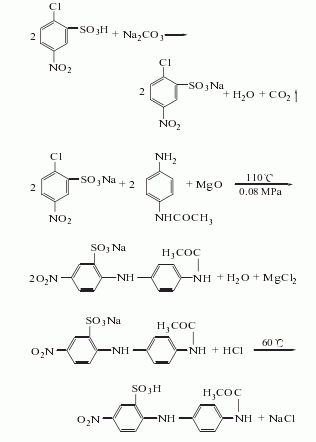 Cl
2 SO3H + Na2CO3
NO2
Cl
2 SO3Na + H2O + CO2
NO2
Cl NH2
2 SO3Na + 2 + MgO 110℃
0.08 MPa
NO2 NHCOCH3
SO3Na H3COC
2O2N NH NH + H2O + MgCl2
SO3Na H3COC
O2N NH NH + HCl 60℃
SO3H H3COC
O2N NH NH + NaCl